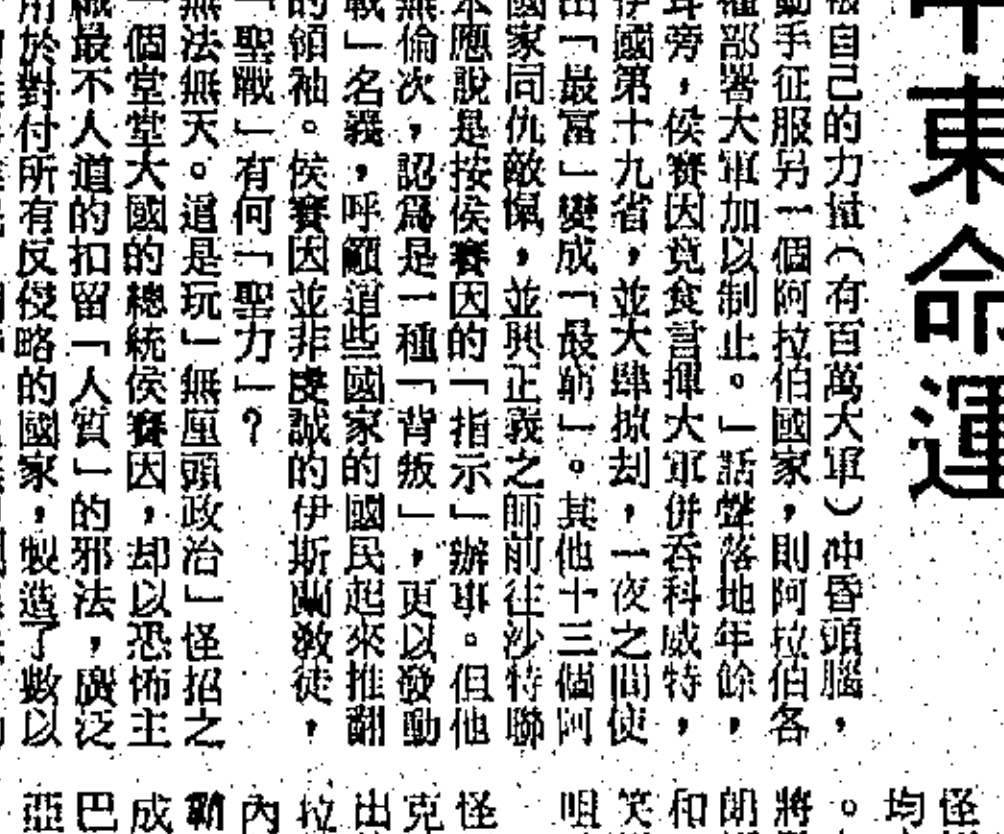 中東命運
被自己的力量（有百萬大軍）冲昏頭腦，
動手征服另一個阿拉伯國家，則阿拉伯各
部署大軍加以制止。」話聲落地年餘，
耳旁，侯賽因竟食言揮大軍併吞科威特，
伊國第十九省，並大肆掠刦，一夜之間使
出「最富」變成「最窮」。其他十三個阿
國家同仇敵愾，並興正義之師前往沙特聯
本應說是按侯賽因的「指示」辦事。但他
無倫次，認爲是一種「背叛」，更以發動
戰」名義，呼籲這些國家的國民起來推翻
的領袖。侯賽因並非虔誠的伊斯蘭教徒，
「聖戰」有何「聖力」？
無法無天。這是玩」無厘頭政治」怪招之
一個堂堂大國的總統侯賽因，却以恐怖主
最不人道的扣留「人質」的邪法，廣泛
用於對付所有反侵略的國家，製造了數以
怪
均
。
將
朗
和
笑
咀
怪
克
出
拉
內
成
巴
亞